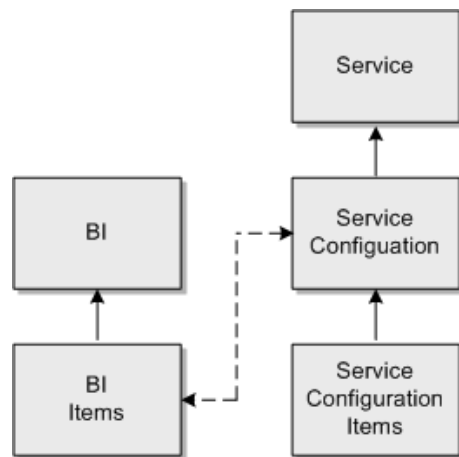 Service
BI
Service
Configuation
BI
Items
Service
Configuration
Items